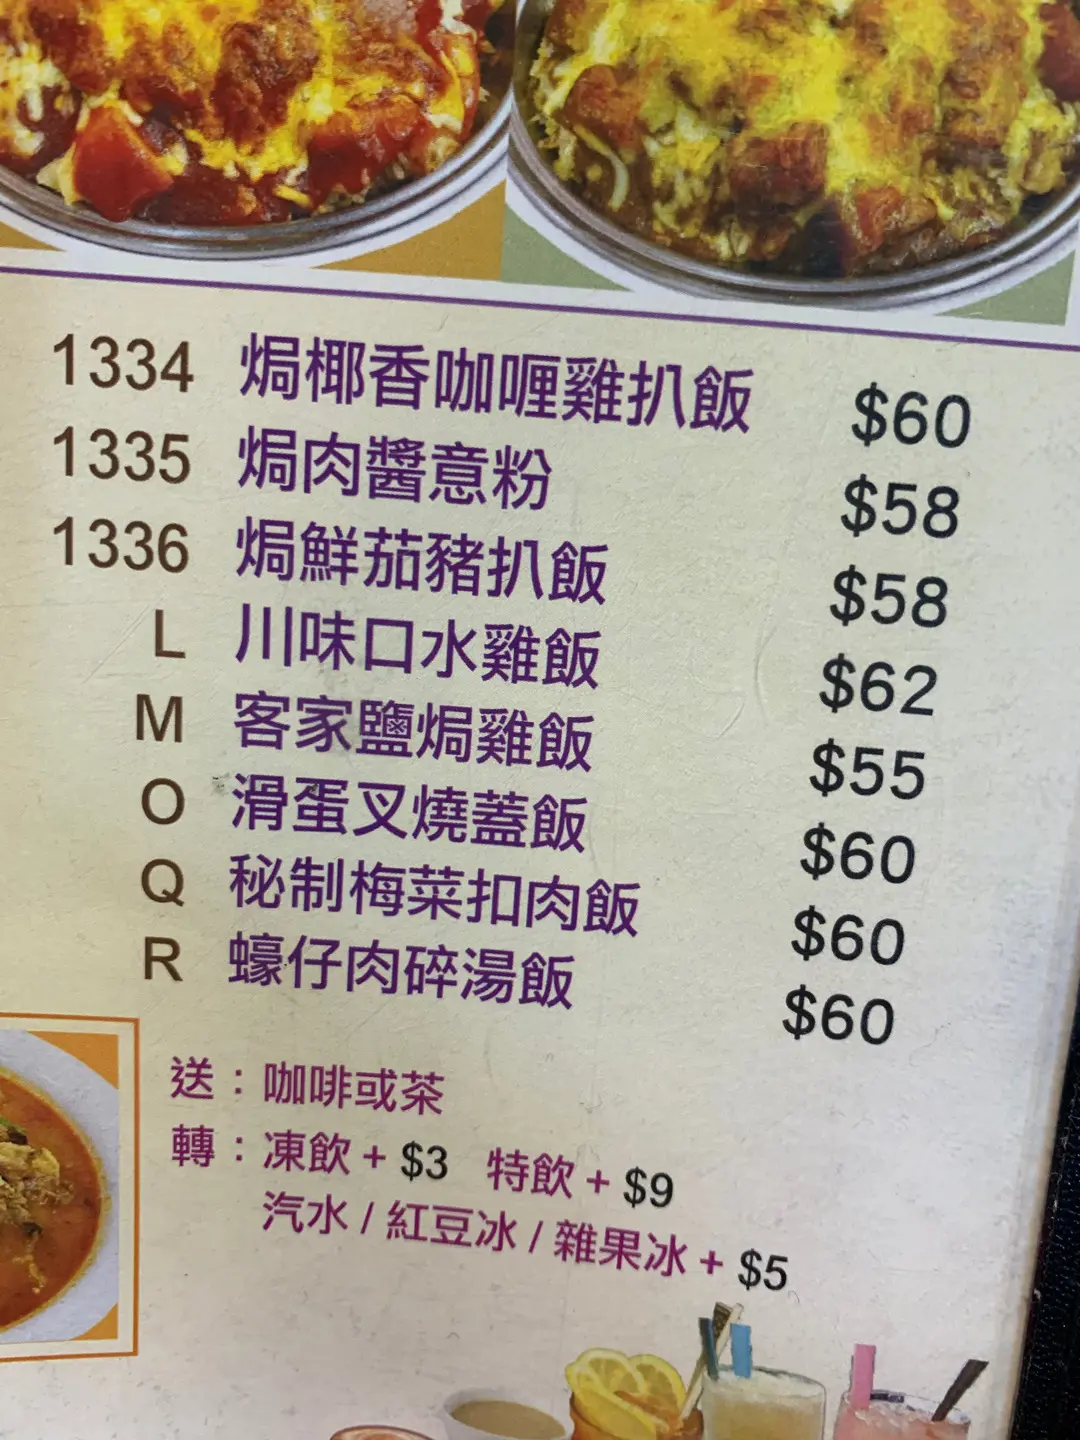 1334 焗椰香咖喱雞扒飯 $60
1335 焗肉醬意粉 $58
1336 焗鮮茄豬扒飯 $58
L 川味口水雞飯 $62
M 客家鹽焗雞飯 $55
O 滑蛋叉燒蓋飯 $60
Q 秘制梅菜扣肉飯 $60
R 蠔仔肉碎湯飯 $60
送：咖啡或茶
轉：凍飲 + $3 特飲 + $9
汽水 / 紅豆冰 / 雜果冰 + $5